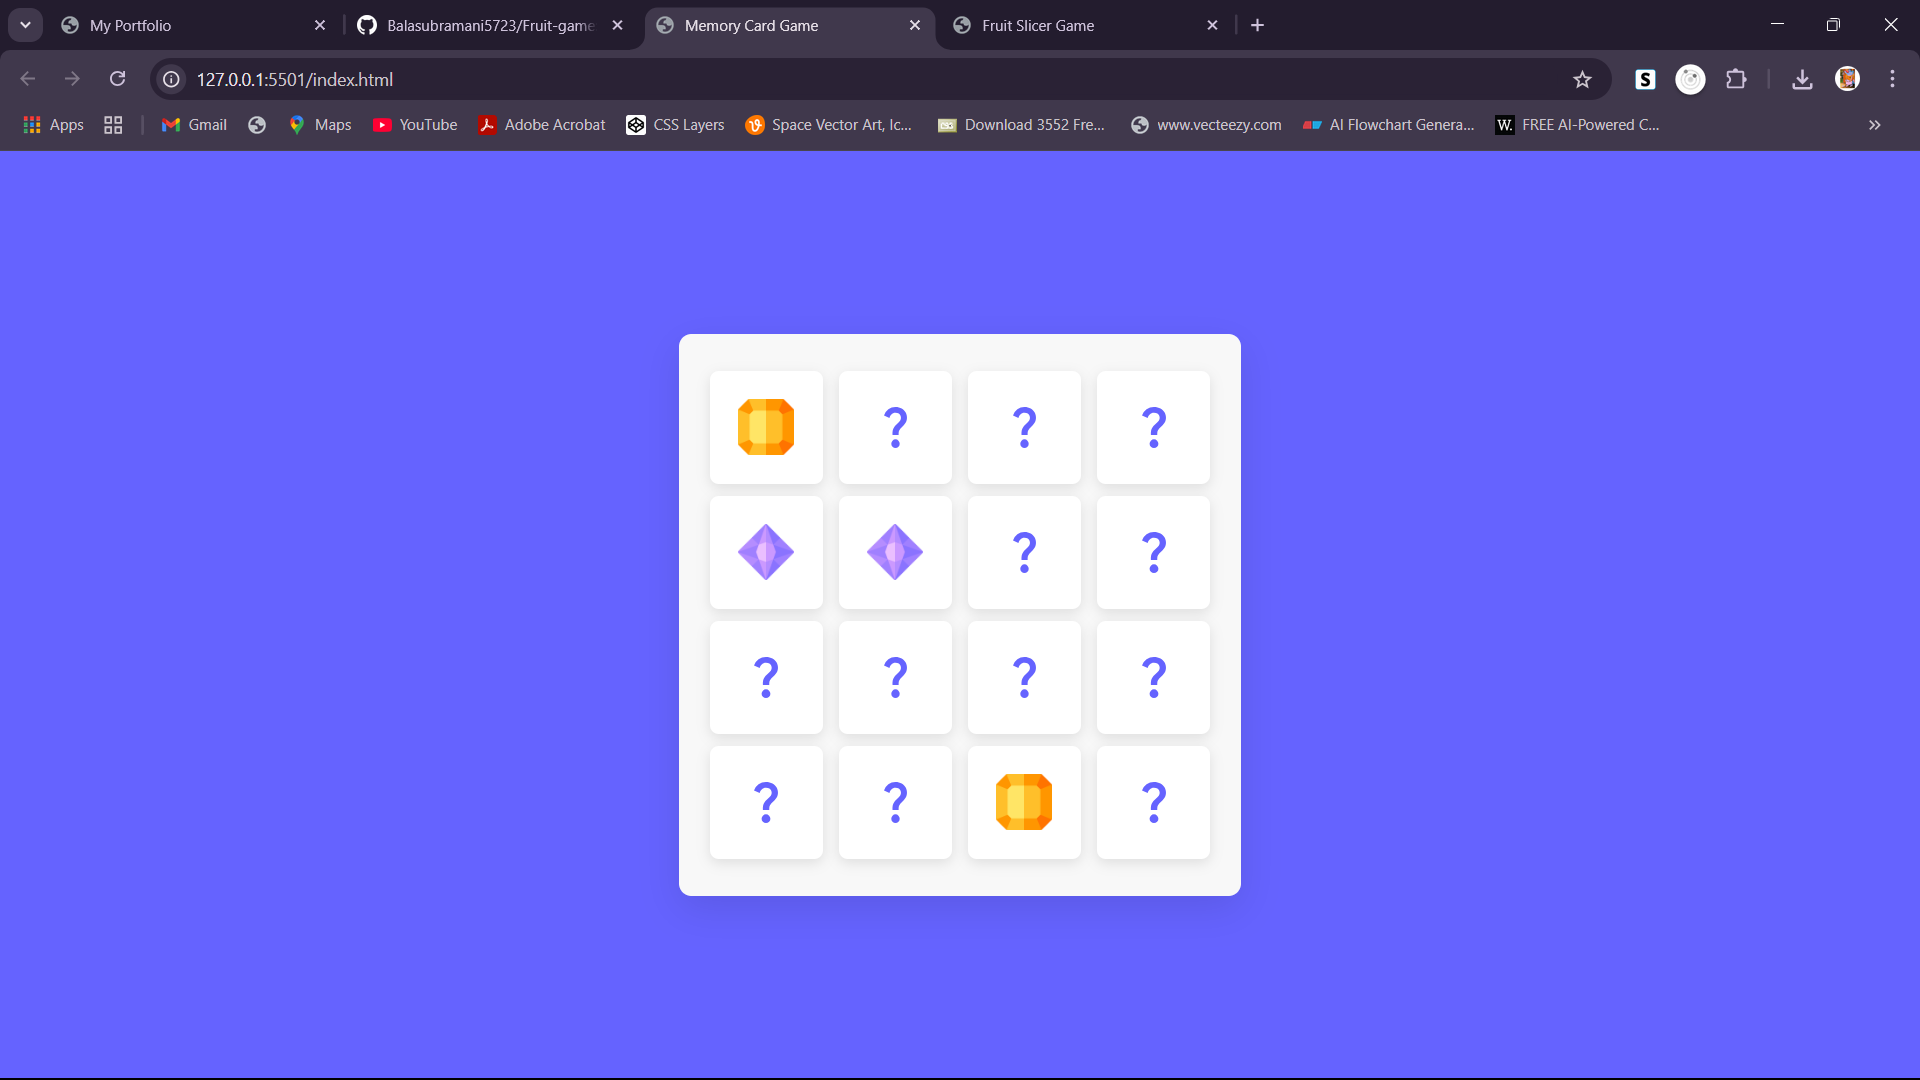 My Portfolio
Balasubramani5723/Fruit-game
Memory Card Game
Fruit Slicer Game
127.0.0.1:5501/index.html
S
Apps
Gmail
Maps
YouTube
Adobe Acrobat
CSS Layers
Space Vector Art, Ic...
Download 3552 Fre...
www.vecteezy.com
AI Flowchart Genera...
W.
FREE AI-Powered C...
? ? ?
? ?
? ? ? ?
? ? ?